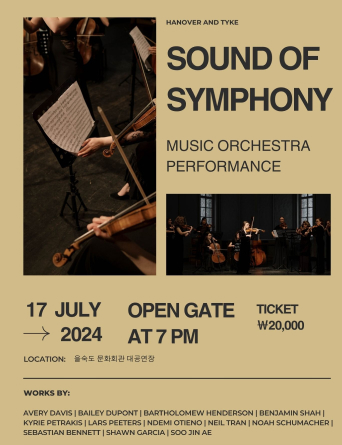 HANOVER AND TYKE
SOUND OF
SYMPHONY
MUSIC ORCHESTRA
PERFORMANCE
17 JULY
2024
OPEN GATE
AT 7 PM
TICKET
₩20,000
LOCATION: 을숙도 문화회관 대공연장
WORKS BY:
AVERY DAVIS | BAILEY DUPONT | BARTHOLOMEW HENDERSON | BENJAMIN SHAH |
KYRIE PETRAKIS | LARS PEETERS | NDEMI OTIENO | NEIL TRAN | NOAH SCHUMACHER |
SEBASTIAN BENNETT | SHAWN GARCIA | SOO JIN AE